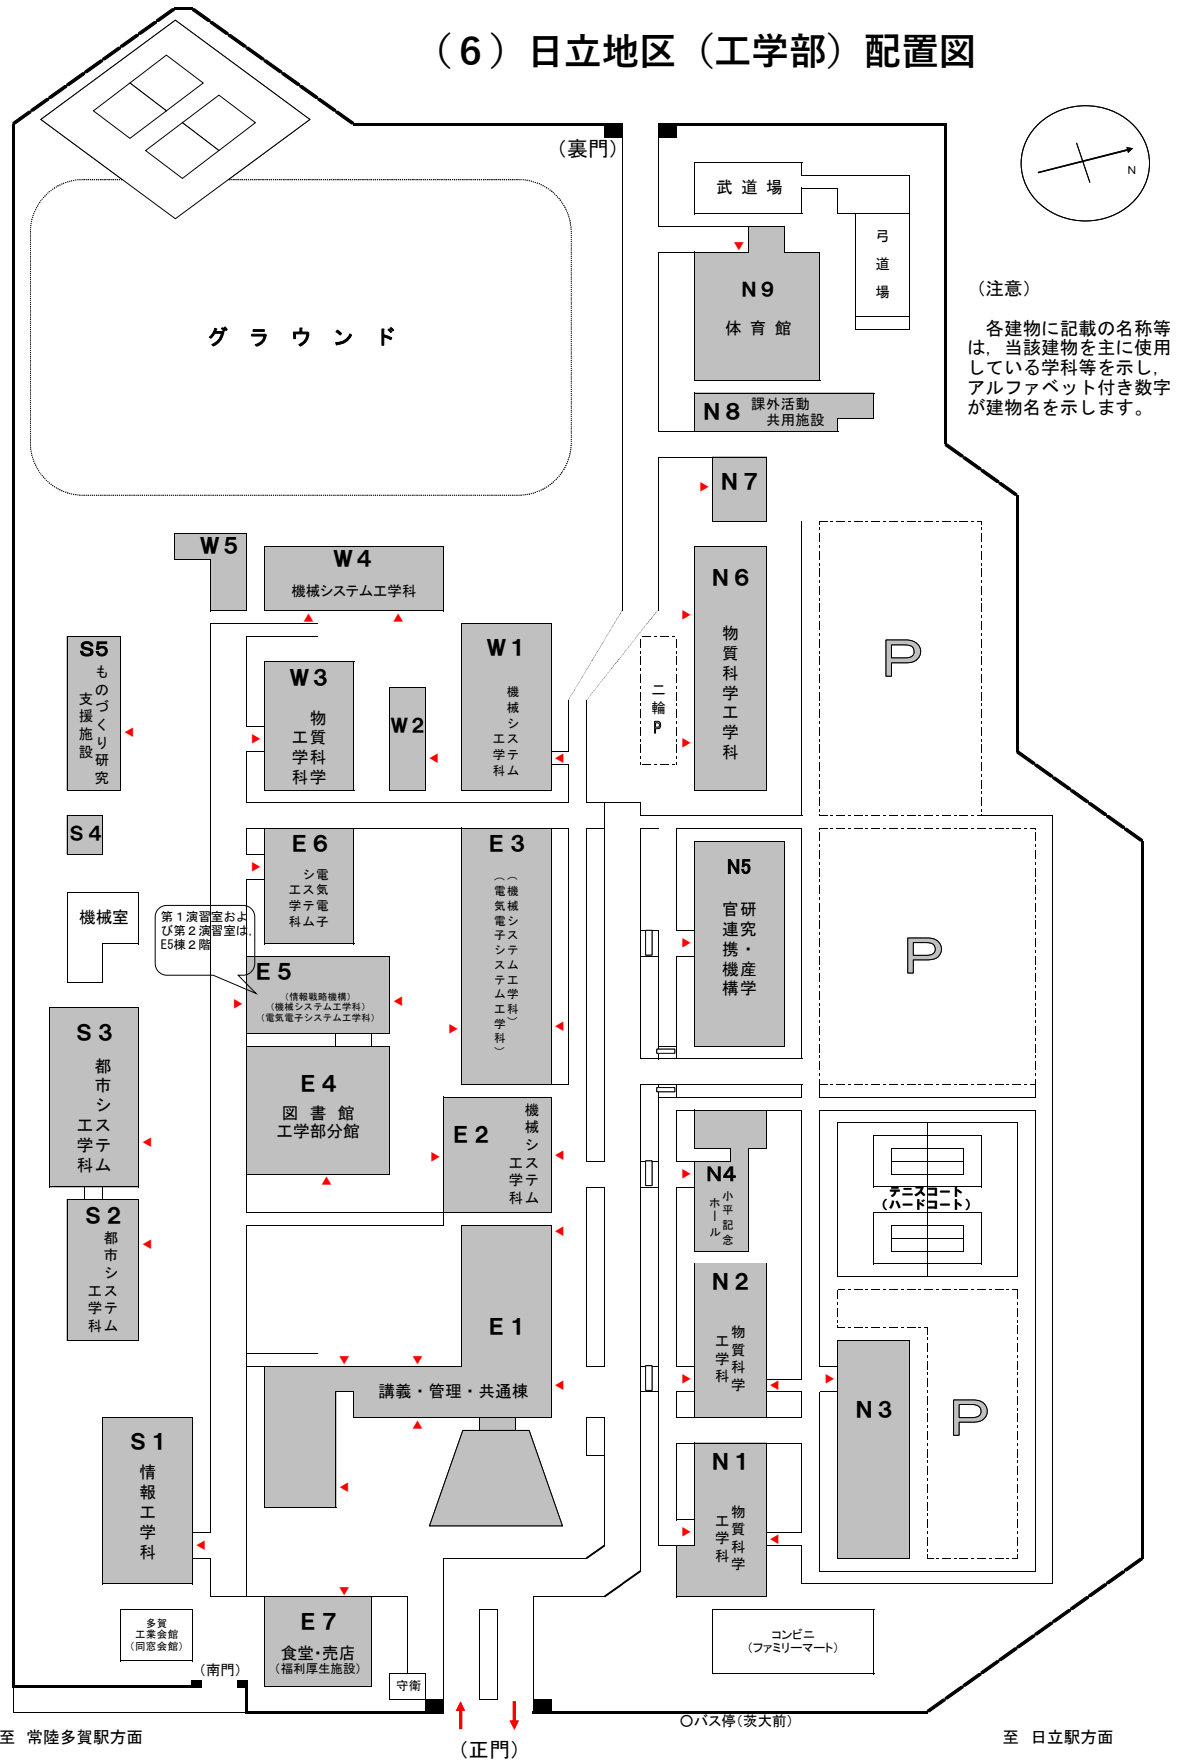 （６）日立地区（工学部）配置図
（裏門）
N
武道場
弓道場
N９
体育館
（注意）
各建物に記載の名称等
は，当該建物を主に使用
している学科等を示し，
アルファベット付き数字
が建物名を示します。
グラウンド
N８ 課外活動
共用施設
N７
W５
W４
機械システム工学科
N６
物質科学工学科
P
S5
ものづくり研究
支援施設
W３
物質科学
工学科
W２
W１
機械システム
工学科
二輪P
S４
E６
電気電子
システム
工学科
E３
（機械システム工学科）
（電気電子システム工学科）
N5
研究・産学
官連携機構
P
機械室
第１演習室およ
び第２演習室は，
E5棟２階
E５
（情報戦略機構）
（機械システム工学科）
（電気電子システム工学科）
S３
都市システム
工学科
E４
図書館
工学部分館
E２
機械システム
工学科
N４
小平記念
ホール
テニスコート
（ハードコート）
S２
都市システム
工学科
E１
講義・管理・共通棟
N２
物質科学
工学科
N３
P
S１
情報工学科
N１
物質科学
工学科
多賀
工業会館
（同窓会館）
E７
食堂・売店
（福利厚生施設）
コンビニ
（ファミリーマート）
（南門）
守衛
至 常陸多賀駅方面
（正門）
〇バス停（茨大前）
至 日立駅方面